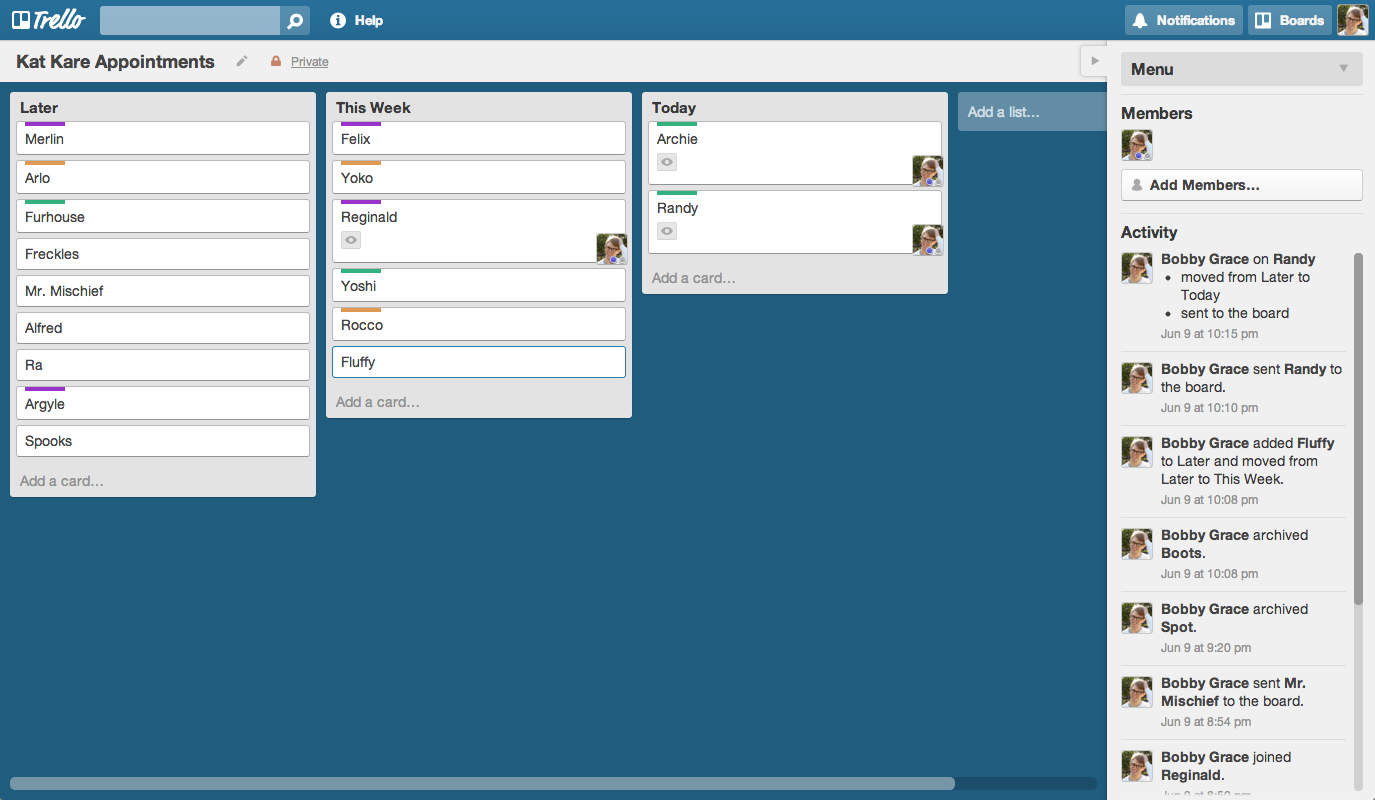 Trello
Help
Notifications
Boards
Kat Kare Appointments
Private
Later
Merlin
Arlo
Furhouse
Freckles
Mr. Mischief
Alfred
Ra
Argyle
Spooks
Add a card…
This Week
Felix
Yoko
Reginald
Yoshi
Rocco
Fluffy
Add a card…
Today
Archie
Randy
Add a card…
Add a list…
Menu
Members
Add Members…
Activity
Bobby Grace on Randy
• moved from Later to
Today
• sent to the board
Jun 9 at 10:15 pm
Bobby Grace sent Randy to
the board.
Jun 9 at 10:10 pm
Bobby Grace added Fluffy
to Later and moved from
Later to This Week.
Jun 9 at 10:08 pm
Bobby Grace archived
Boots.
Jun 9 at 10:08 pm
Bobby Grace archived
Spot.
Jun 9 at 9:20 pm
Bobby Grace sent Mr.
Mischief to the board.
Jun 9 at 8:54 pm
Bobby Grace joined
Reginald.